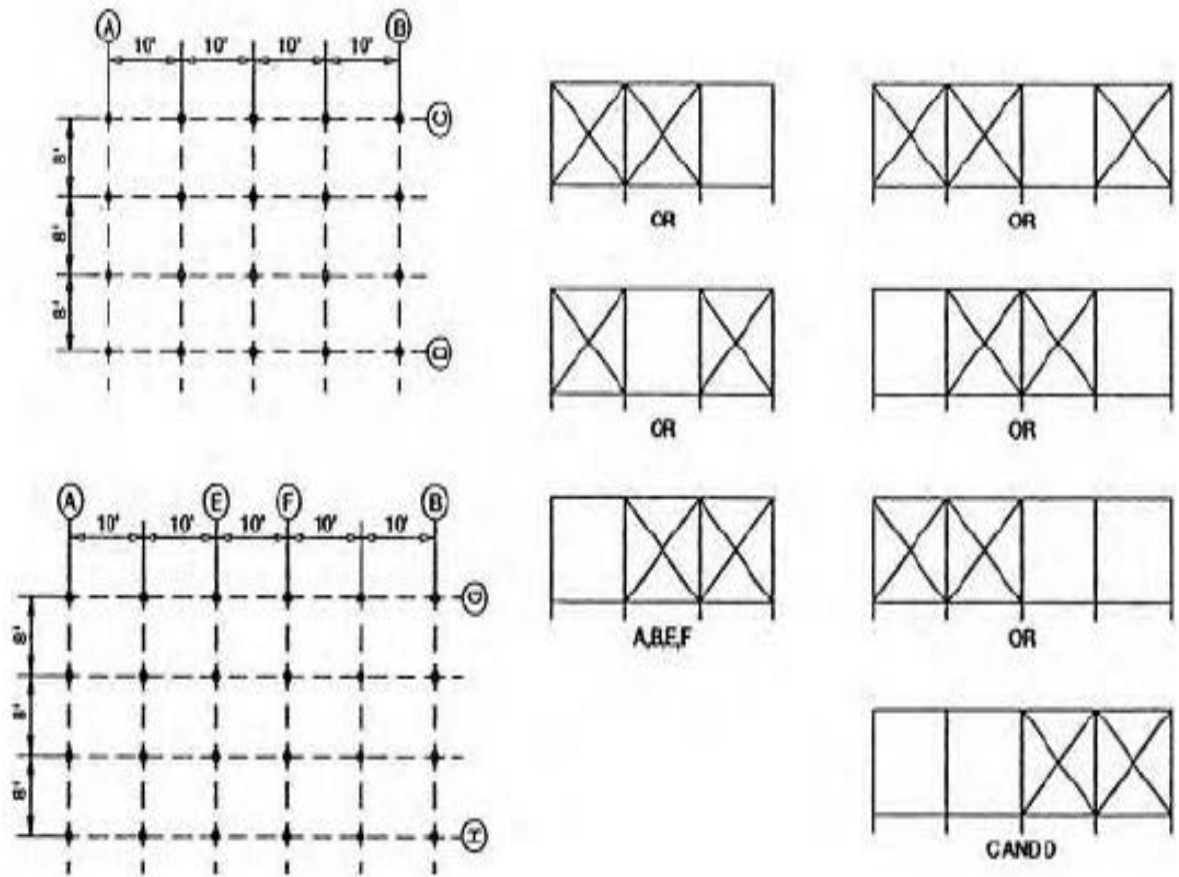 A B
10' 10' 10' 10'
C
8'
8'
8'
D
OR OR
OR OR
A E F B
10' 10' 10' 10' 10'
G
8'
8'
8'
H
A,B,E,F OR
C AND D